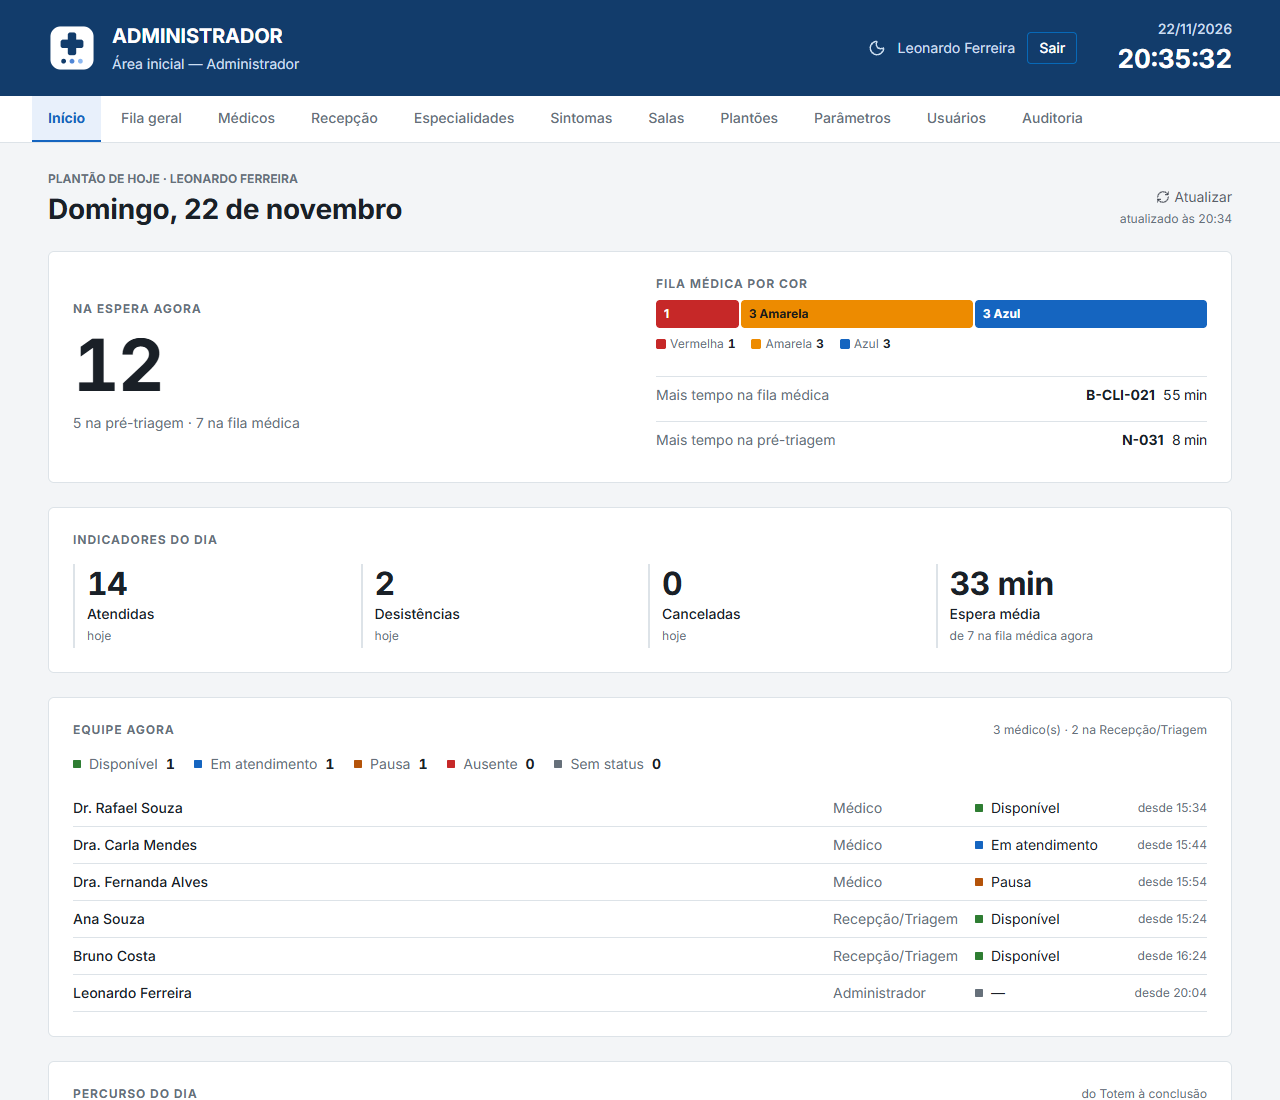 ADMINISTRADOR
Área inicial — Administrador
Leonardo Ferreira
Sair
22/11/2026
20:35:32
Início
Fila geral
Médicos
Recepção
Especialidades
Sintomas
Salas
Plantões
Parâmetros
Usuários
Auditoria
PLANTÃO DE HOJE · LEONARDO FERREIRA
Domingo, 22 de novembro
Atualizar
atualizado às 20:34
NA ESPERA AGORA
12
5 na pré-triagem · 7 na fila médica
FILA MÉDICA POR COR
1
3 Amarela
3 Azul
Vermelha 1
Amarela 3
Azul 3
Mais tempo na fila médica
B-CLI-021 55 min
Mais tempo na pré-triagem
N-031 8 min
INDICADORES DO DIA
14
Atendidas
hoje
2
Desistências
hoje
0
Canceladas
hoje
33 min
Espera média
de 7 na fila médica agora
EQUIPE AGORA
3 médico(s) · 2 na Recepção/Triagem
Disponível 1
Em atendimento 1
Pausa 1
Ausente 0
Sem status 0
Dr. Rafael Souza Médico Disponível desde 15:34
Dra. Carla Mendes Médico Em atendimento desde 15:44
Dra. Fernanda Alves Médico Pausa desde 15:54
Ana Souza Recepção/Triagem Disponível desde 15:24
Bruno Costa Recepção/Triagem Disponível desde 16:24
Leonardo Ferreira Administrador — desde 20:04
PERCURSO DO DIA
do Totem à conclusão